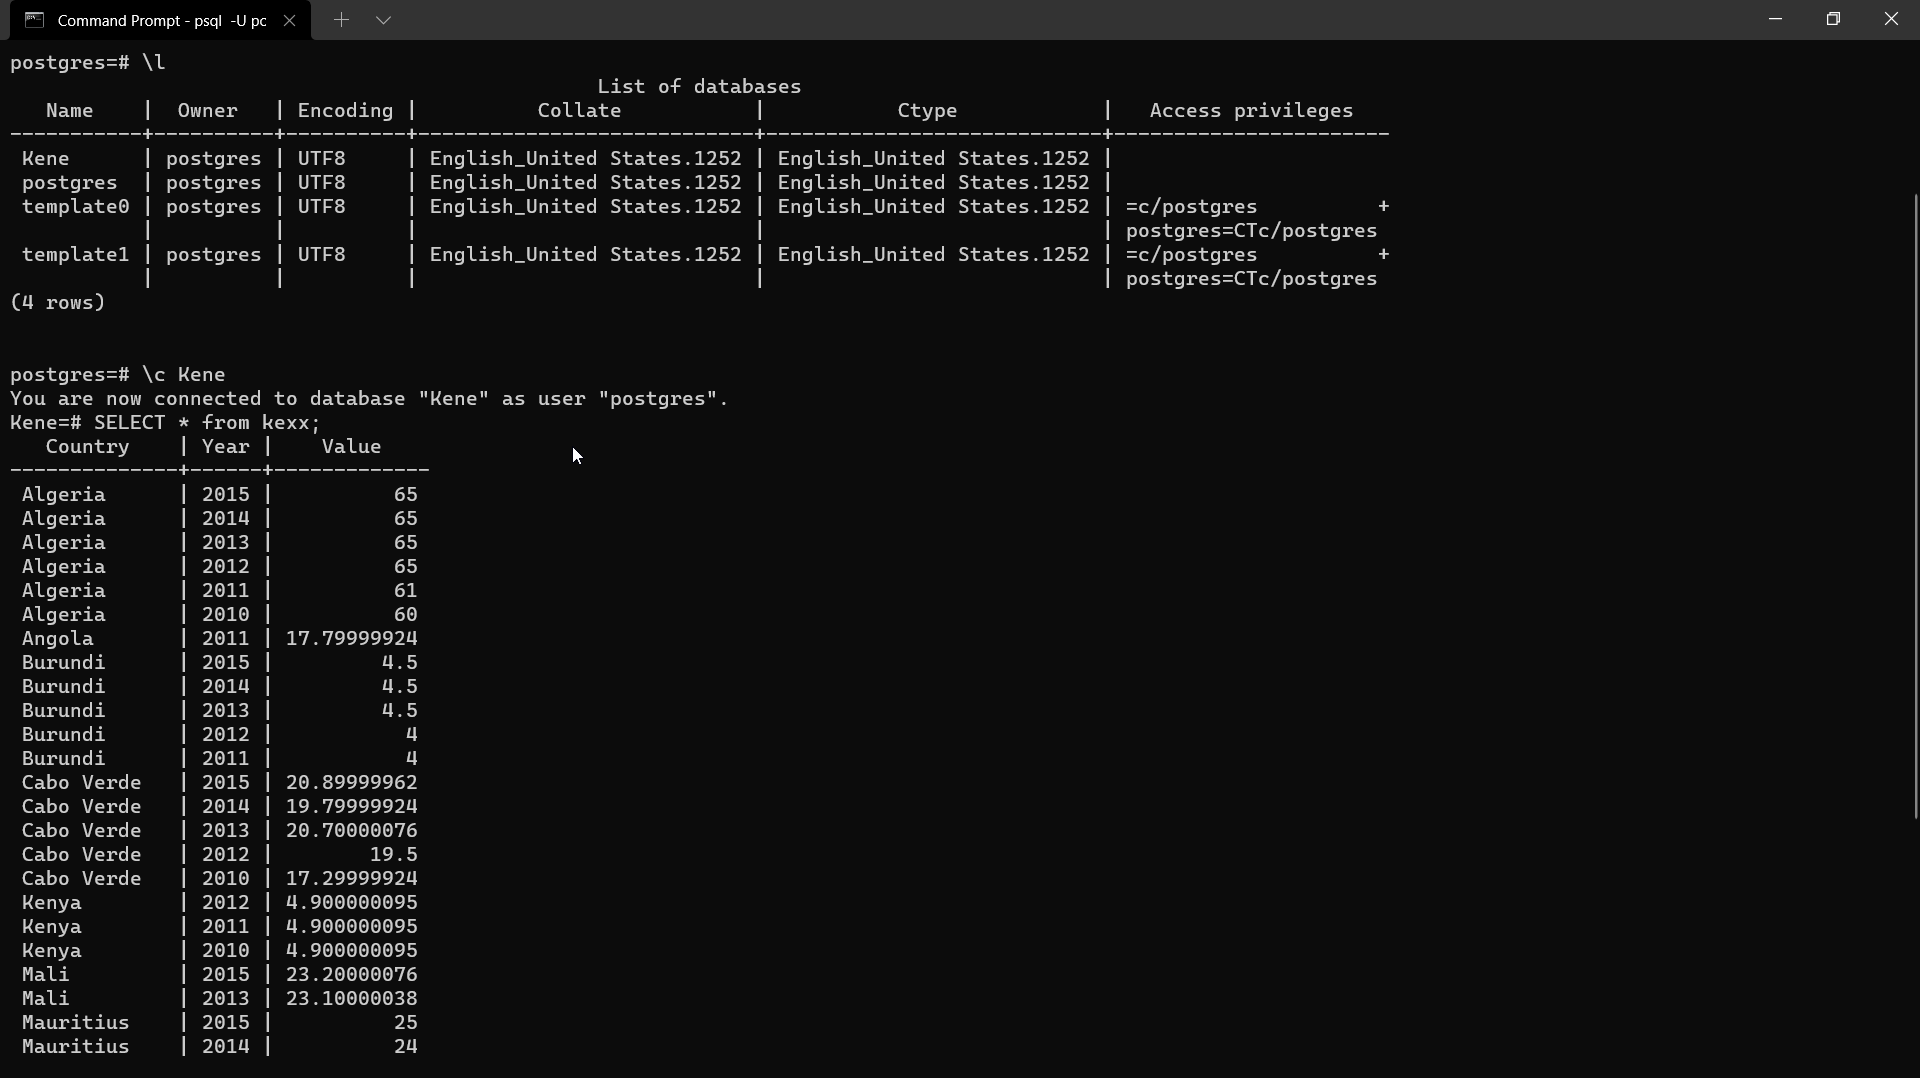 Command Prompt - psql  -U pc
postgres=# \l
                                                 List of databases
   Name    |  Owner   | Encoding |          Collate           |           Ctype            |   Access privileges
-----------+----------+----------+----------------------------+----------------------------+-----------------------
 Kene      | postgres | UTF8     | English_United States.1252 | English_United States.1252 |
 postgres  | postgres | UTF8     | English_United States.1252 | English_United States.1252 |
 template0 | postgres | UTF8     | English_United States.1252 | English_United States.1252 | =c/postgres          +
           |          |          |                            |                            | postgres=CTc/postgres
 template1 | postgres | UTF8     | English_United States.1252 | English_United States.1252 | =c/postgres          +
           |          |          |                            |                            | postgres=CTc/postgres
(4 rows)
postgres=# \c Kene
You are now connected to database "Kene" as user "postgres".
Kene=# SELECT * from kexx;
   Country    | Year |    Value
--------------+------+-------------
 Algeria      | 2015 |          65
 Algeria      | 2014 |          65
 Algeria      | 2013 |          65
 Algeria      | 2012 |          65
 Algeria      | 2011 |          61
 Algeria      | 2010 |          60
 Angola       | 2011 | 17.79999924
 Burundi      | 2015 |         4.5
 Burundi      | 2014 |         4.5
 Burundi      | 2013 |         4.5
 Burundi      | 2012 |           4
 Burundi      | 2011 |           4
 Cabo Verde   | 2015 | 20.89999962
 Cabo Verde   | 2014 | 19.79999924
 Cabo Verde   | 2013 | 20.70000076
 Cabo Verde   | 2012 |        19.5
 Cabo Verde   | 2010 | 17.29999924
 Kenya        | 2012 | 4.900000095
 Kenya        | 2011 | 4.900000095
 Kenya        | 2010 | 4.900000095
 Mali         | 2015 | 23.20000076
 Mali         | 2013 | 23.10000038
 Mauritius    | 2015 |          25
 Mauritius    | 2014 |          24